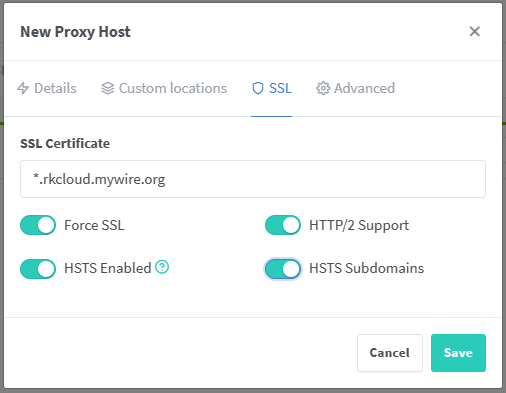 New Proxy Host
Details Custom locations SSL Advanced
SSL Certificate
*.rkcloud.mywire.org
Force SSL HTTP/2 Support
HSTS Enabled HSTS Subdomains
Cancel Save